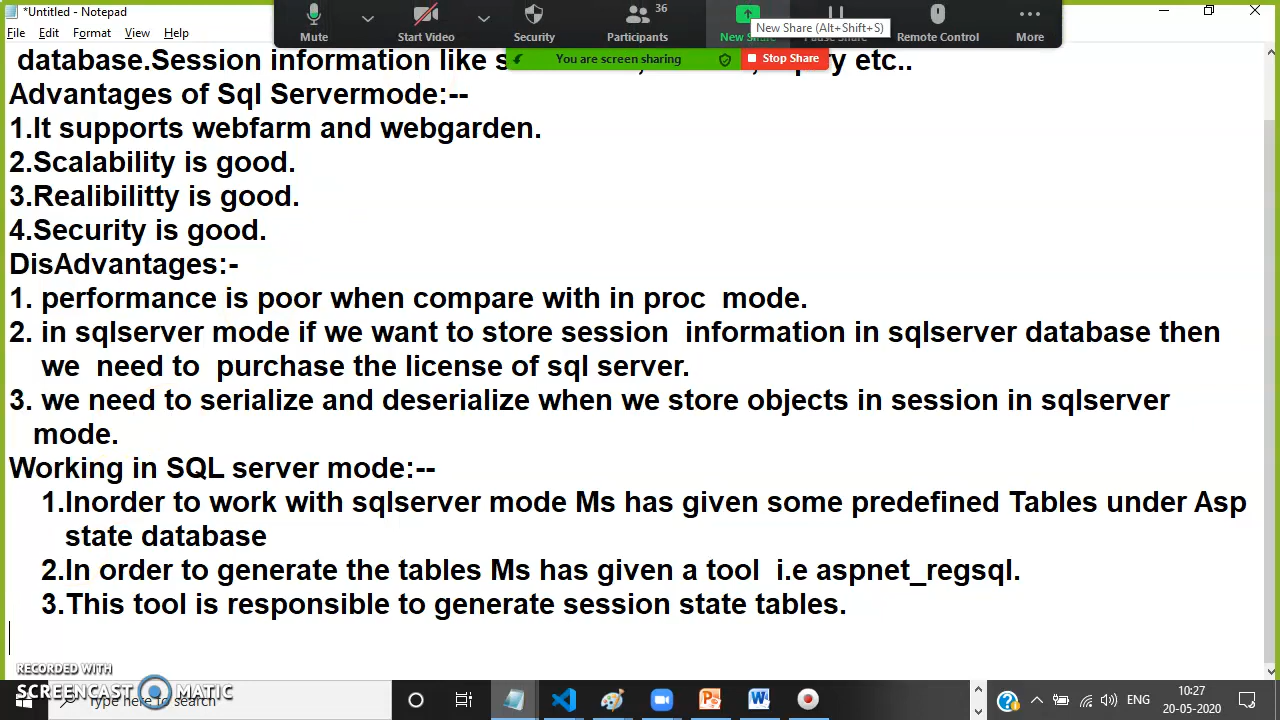 *Untitled - Notepad
File Edit Format View Help
Mute Start Video Security Participants 36 New Share Pause Share Remote Control More
New Share (Alt+Shift+S)
You are screen sharing Stop Share
database.Session information like etc..
Advantages of Sql Servermode:--
1.It supports webfarm and webgarden.
2.Scalability is good.
3.Realibilitty is good.
4.Security is good.
DisAdvantages:-
1. performance is poor when compare with in proc mode.
2. in sqlserver mode if we want to store session information in sqlserver database then
we need to purchase the license of sql server.
3. we need to serialize and deserialize when we store objects in session in sqlserver
mode.
Working in SQL server mode:--
1.Inorder to work with sqlserver mode Ms has given some predefined Tables under Asp
state database
2.In order to generate the tables Ms has given a tool i.e aspnet_regsql.
3.This tool is responsible to generate session state tables.
RECORDED WITH
SCREENCAST MATIC
Type here to search
ENG
10:27
20-05-2020